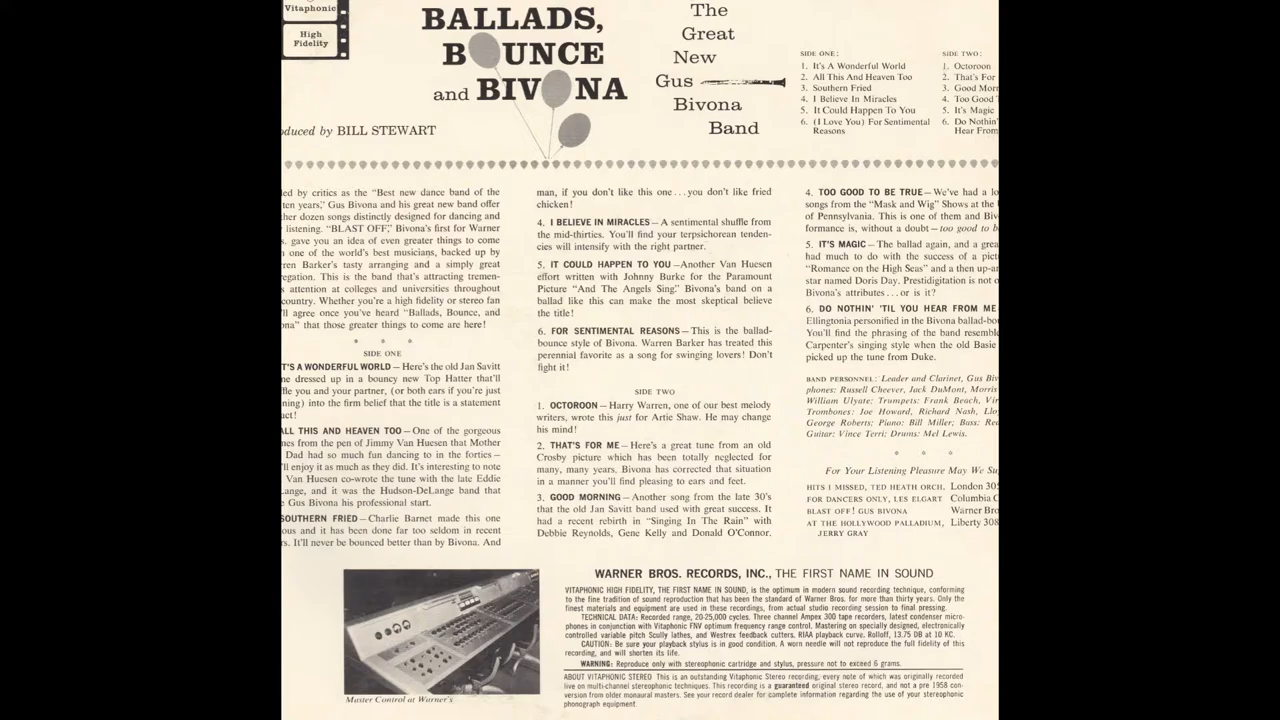 Vitaphonic
High
Fidelity
BALLADS,
BOUNCE
and BIVONA
The
Great
New
Gus
Bivona
Band
oduced by BILL STEWART
SIDE ONE:
1. It's A Wonderful World
2. All This And Heaven Too
3. Southern Fried
4. I Believe In Miracles
5. It Could Happen To You
6. (I Love You) For Sentimental
Reasons
SIDE TWO:
1. Octoroon
2. That's For
3. Good Morn
4. Too Good T
5. It's Magic
6. Do Nothin'
Hear From
led by critics as the “Best new dance band of the
ten years,” Gus Bivona and his great new band offer
ther dozen songs distinctly designed for dancing and
listening. “BLAST OFF,” Bivona's first for Warner
s. gave you an idea of even greater things to come
n one of the world's best musicians, backed up by
rren Barker's tasty arranging and a simply great
regation. This is the band that's attracting tremen-
s attention at colleges and universities throughout
country. Whether you're a high fidelity or stereo fan
'll agree once you've heard “Ballads, Bounce, and
ona” that those greater things to come are here!
* * *
SIDE ONE
T'S A WONDERFUL WORLD – Here's the old Jan Savitt
ne dressed up in a bouncy new Top Hatter that'll
ffle you and your partner, (or both ears if you're just
ning) into the firm belief that the title is a statement
act!
ALL THIS AND HEAVEN TOO – One of the gorgeous
nes from the pen of Jimmy Van Huesen that Mother
Dad had so much fun dancing to in the forties –
'll enjoy it as much as they did. It's interesting to note
Van Huesen co-wrote the tune with the late Eddie
Lange, and it was the Hudson-DeLange band that
e Gus Bivona his professional start.
SOUTHERN FRIED – Charlie Barnet made this one
ous and it has been done far too seldom in recent
s. It'll never be bounced better than by Bivona. And
man, if you don't like this one . . . you don't like fried
chicken!
4. I BELIEVE IN MIRACLES – A sentimental shuffle from
the mid-thirties. You'll find your terpsichorean tenden-
cies will intensify with the right partner.
5. IT COULD HAPPEN TO YOU – Another Van Huesen
effort written with Johnny Burke for the Paramount
Picture “And The Angels Sing.” Bivona's band on a
ballad like this can make the most skeptical believe
the title!
6. FOR SENTIMENTAL REASONS – This is the ballad-
bounce style of Bivona. Warren Barker has treated this
perennial favorite as a song for swinging lovers! Don't
fight it!
SIDE TWO
1. OCTOROON – Harry Warren, one of our best melody
writers, wrote this just for Artie Shaw. He may change
his mind!
2. THAT'S FOR ME – Here's a great tune from an old
Crosby picture which has been totally neglected for
many, many years. Bivona has corrected that situation
in a manner you'll find pleasing to ears and feet.
3. GOOD MORNING – Another song from the late 30's
that the old Jan Savitt band used with great success. It
had a recent rebirth in “Singing In The Rain” with
Debbie Reynolds, Gene Kelly and Donald O'Connor.
4. TOO GOOD TO BE TRUE – We've had a lo
songs from the “Mask and Wig” Shows at the
of Pennsylvania. This is one of them and Biv
formance is, without a doubt – too good to b
5. IT'S MAGIC – The ballad again, and a grea
had much to do with the success of a pictu
“Romance on the High Seas” and a then up-a
star named Doris Day. Prestidigitation is not o
Bivona's attributes . . . or is it?
6. DO NOTHIN' 'TIL YOU HEAR FROM ME
Ellingtonia personified in the Bivona ballad-bou
You'll find the phrasing of the band resemble
Carpenter's singing style when the old Basie
picked up the tune from Duke.
BAND PERSONNEL: Leader and Clarinet, Gus Biv
phones: Russell Cheever, Jack DuMont, Morris
William Ulyate; Trumpets: Frank Beach, Vir
Trombones: Joe Howard, Richard Nash, Llo
George Roberts; Piano: Bill Miller; Bass: Red
Guitar: Vince Terri; Drums: Mel Lewis.
* * *
For Your Listening Pleasure May We Su
HITS I MISSED, TED HEATH ORCH. London 305
FOR DANCERS ONLY, LES ELGART Columbia C
BLAST OFF! GUS BIVONA Warner Bro
AT THE HOLLYWOOD PALLADIUM, Liberty 308
JERRY GRAY
Master Control at Warner's
WARNER BROS. RECORDS, INC., THE FIRST NAME IN SOUND
VITAPHONIC HIGH FIDELITY, THE FIRST NAME IN SOUND, is the optimum in modern sound recording technique, conforming
to the fine tradition of sound reproduction that has been the standard of Warner Bros. for more than thirty years. Only the
finest materials and equipment are used in these recordings, from actual studio recording session to final pressing.
TECHNICAL DATA: Recorded range, 20-25,000 cycles. Three channel Ampex 300 tape recorders, latest condenser micro-
phones in conjunction with Vitaphonic FNV optimum frequency range control. Mastering on specially designed, electronically
controlled variable pitch Scully lathes, and Westrex feedback cutters. RIAA playback curve. Rolloff, 13.75 DB at 10 KC.
CAUTION: Be sure your playback stylus is in good condition. A worn needle will not reproduce the full fidelity of this
recording, and will shorten its life.
WARNING: Reproduce only with stereophonic cartridge and stylus, pressure not to exceed 6 grams.
ABOUT VITAPHONIC STEREO This is an outstanding Vitaphonic Stereo recording, every note of which was originally recorded
live on multi-channel stereophonic techniques. This recording is a guaranteed original stereo record, and not a pre 1958 con-
version from older monaural masters. See your record dealer for complete information regarding the use of your stereophonic
phonograph equipment.